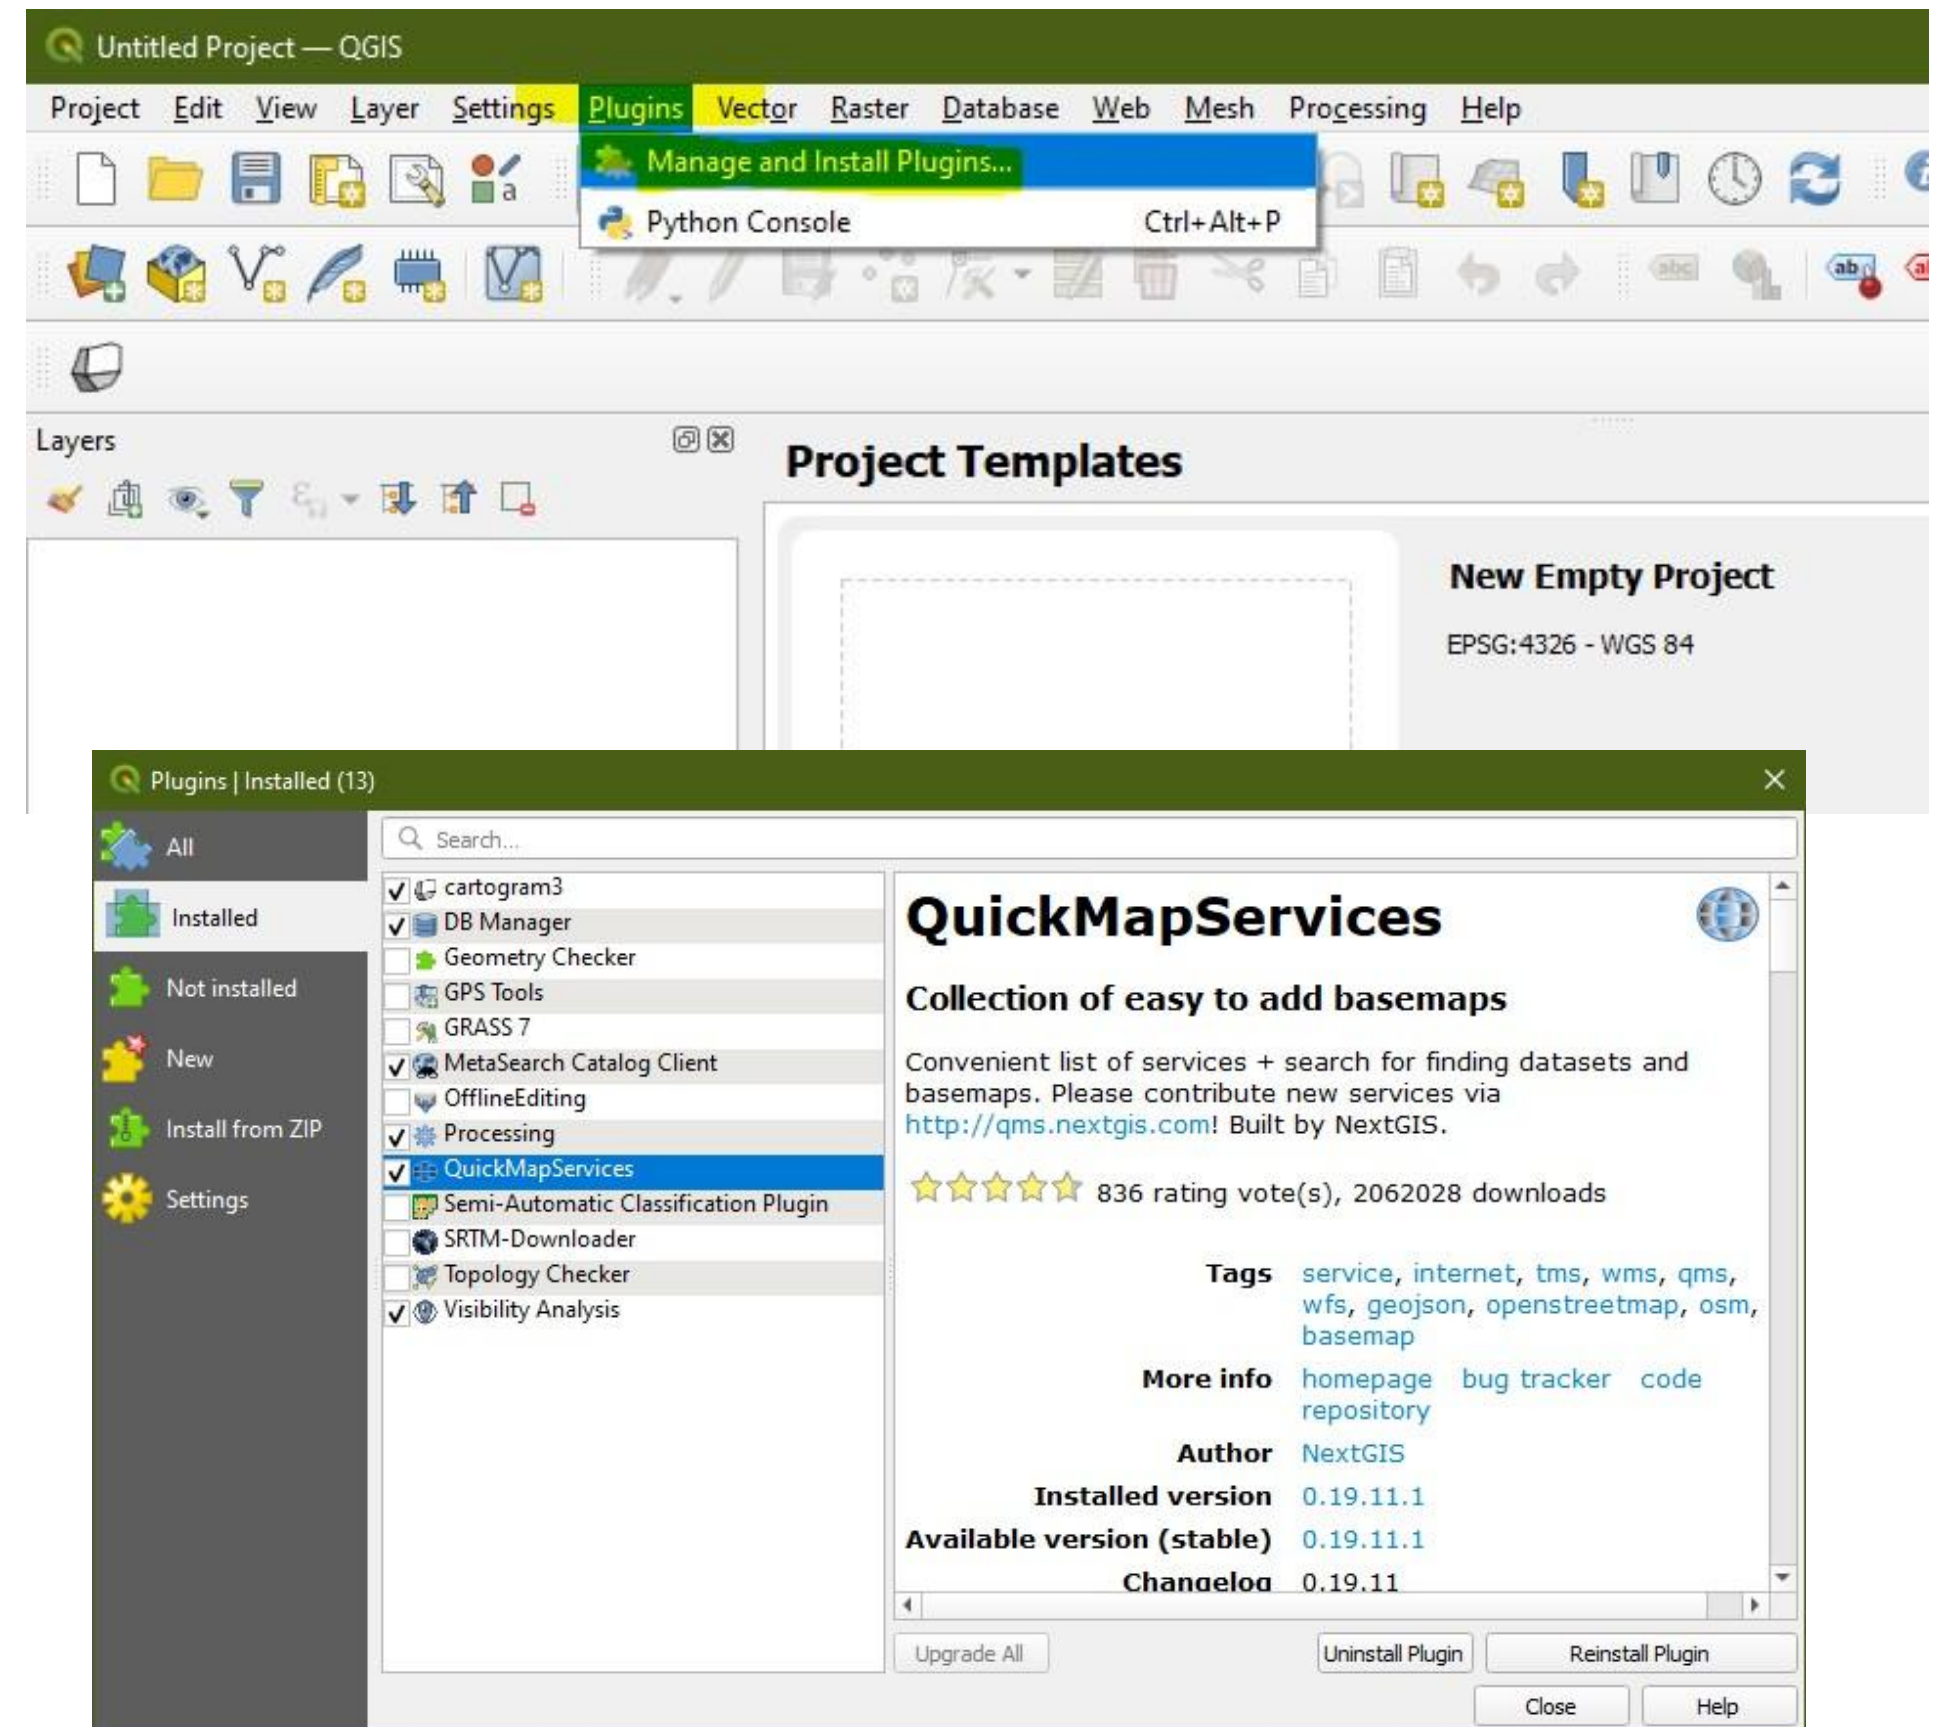 Untitled Project — QGIS
Project Edit View Layer Settings Plugins Vector Raster Database Web Mesh Processing Help
Manage and Install Plugins...
a
Python Console Ctrl+Alt+P
abc ab
Layers
Project Templates
New Empty Project
EPSG:4326 - WGS 84
Plugins | Installed (13)
All
Installed
Not installed
New
Install from ZIP
Settings
Search...
cartogram3
DB Manager
Geometry Checker
GPS Tools
GRASS 7
MetaSearch Catalog Client
OfflineEditing
Processing
QuickMapServices
Semi-Automatic Classification Plugin
SRTM-Downloader
Topology Checker
Visibility Analysis
QuickMapServices
Collection of easy to add basemaps
Convenient list of services + search for finding datasets and
basemaps. Please contribute new services via
http://qms.nextgis.com! Built by NextGIS.
836 rating vote(s), 2062028 downloads
Tags service, internet, tms, wms, qms,
wfs, geojson, openstreetmap, osm,
basemap
More info homepage bug tracker code
repository
Author NextGIS
Installed version 0.19.11.1
Available version (stable) 0.19.11.1
Changelog 0.19.11
Upgrade All Uninstall Plugin Reinstall Plugin
Close Help